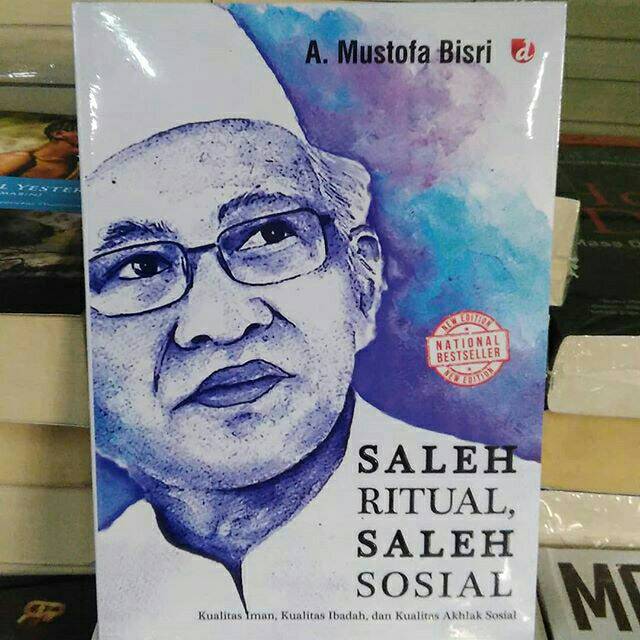 A. Mustofa Bisri
d
NEW EDITION
NATIONAL
BESTSELLER
NEW EDITION
SALEH
RITUAL,
SALEH
SOSIAL
Kualitas Iman, Kualitas Ibadah, dan Kualitas Akhlak Sosial
YESTER